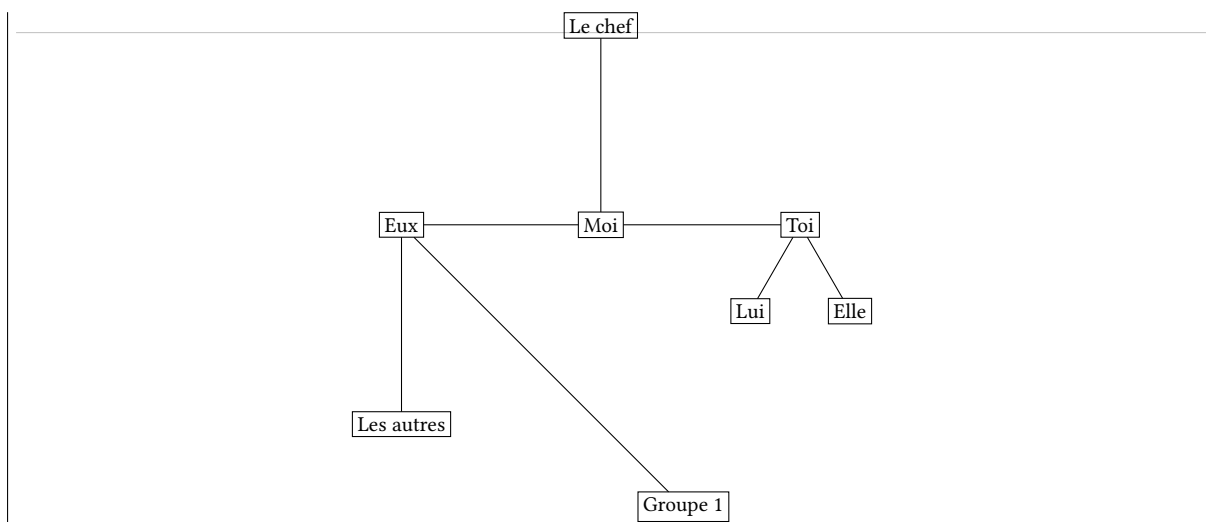 Le chef
Eux
Moi
Toi
Lui
Elle
Les autres
Groupe 1